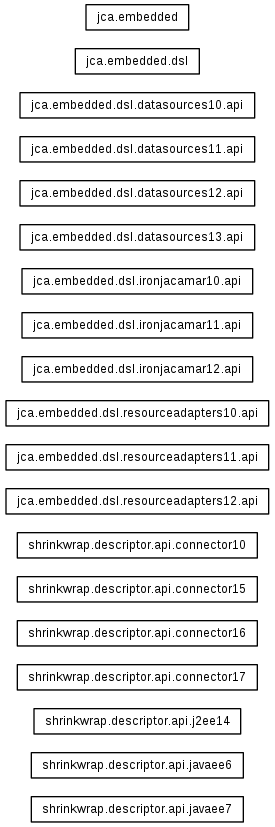 jca.embedded
jca.embedded.dsl
jca.embedded.dsl.datasources10.api
jca.embedded.dsl.datasources11.api
jca.embedded.dsl.datasources12.api
jca.embedded.dsl.datasources13.api
jca.embedded.dsl.ironjacamar10.api
jca.embedded.dsl.ironjacamar11.api
jca.embedded.dsl.ironjacamar12.api
jca.embedded.dsl.resourceadapters10.api
jca.embedded.dsl.resourceadapters11.api
jca.embedded.dsl.resourceadapters12.api
shrinkwrap.descriptor.api.connector10
shrinkwrap.descriptor.api.connector15
shrinkwrap.descriptor.api.connector16
shrinkwrap.descriptor.api.connector17
shrinkwrap.descriptor.api.j2ee14
shrinkwrap.descriptor.api.javaee6
shrinkwrap.descriptor.api.javaee7